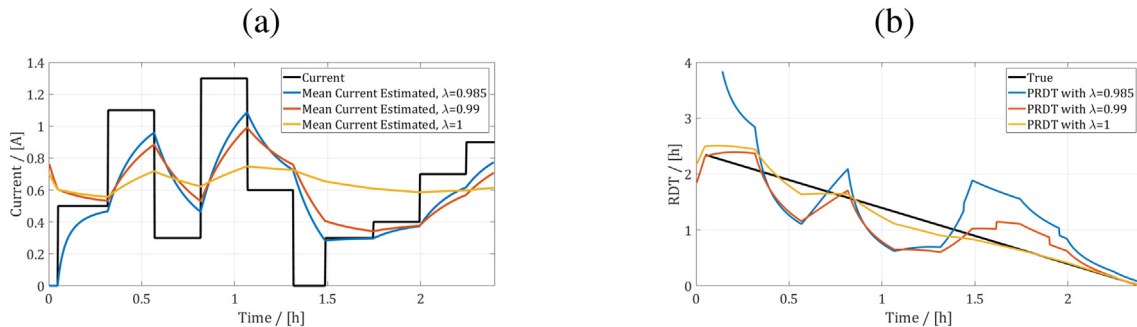 (a)
1.4
1.2
1
0.8
0.6
0.4
0.2
0
Current / [A]
0
0.5
1
1.5
2
Time / [h]
Current
Mean Current Estimated, λ=0.985
Mean Current Estimated, λ=0.99
Mean Current Estimated, λ=1
(b)
4
3
2
1
0
RDT / [h]
0
0.5
1
1.5
2
Time / [h]
True
PRDT with λ=0.985
PRDT with λ=0.99
PRDT with λ=1